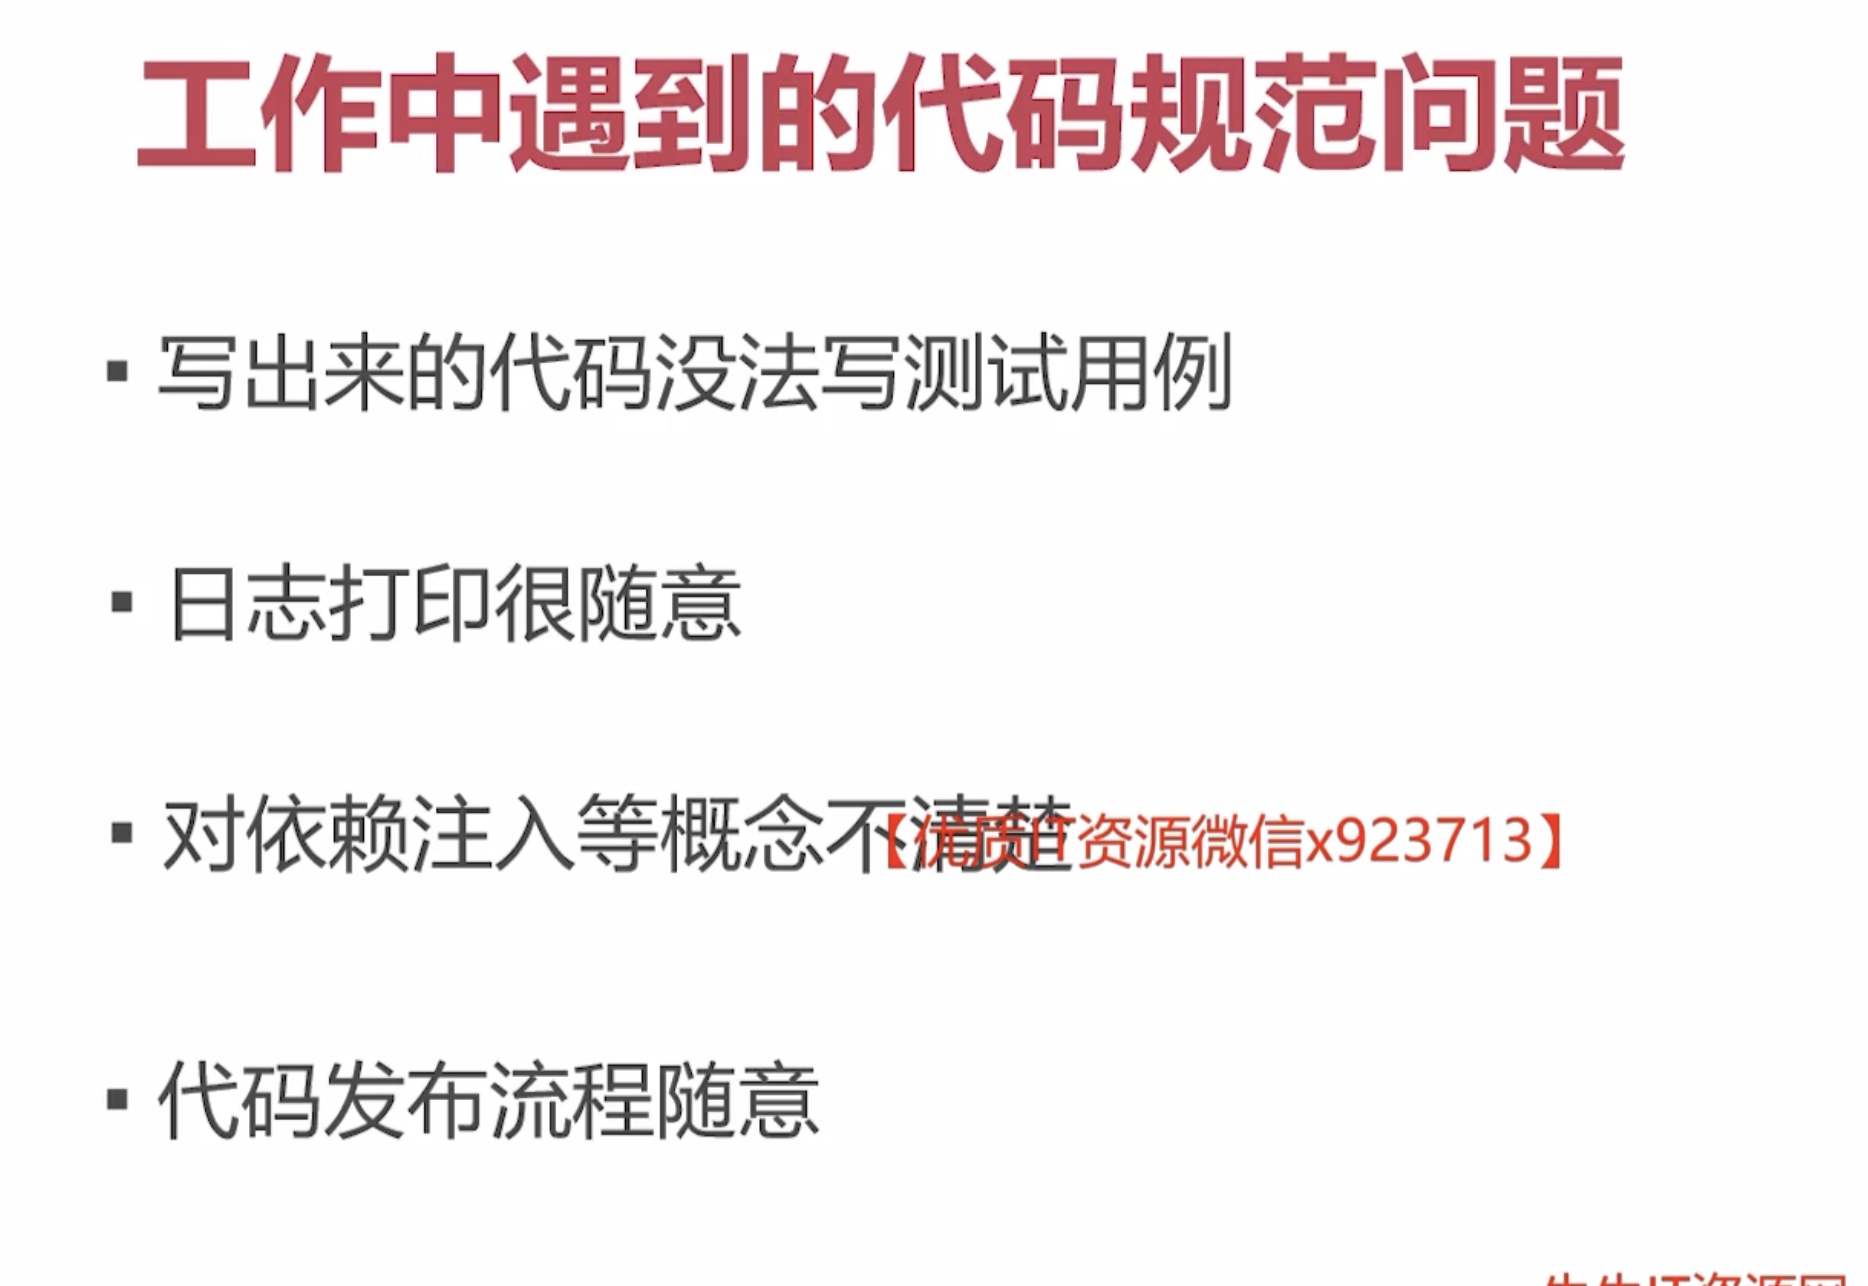 工作中遇到的代码规范问题
▪ 写出来的代码没法写测试用例
▪ 日志打印很随意
▪ 对依赖注入等概念不清楚
【优质IT资源微信x923713】
▪ 代码发布流程随意